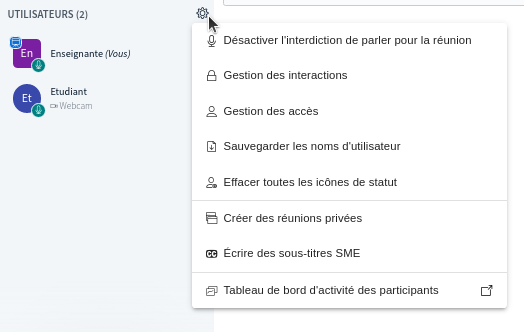 UTILISATEURS (2)
En
Enseignante (Vous)
Et
Etudiant
Webcam
Désactiver l'interdiction de parler pour la réunion
Gestion des interactions
Gestion des accès
Sauvegarder les noms d'utilisateur
Effacer toutes les icônes de statut
Créer des réunions privées
CC
Écrire des sous-titres SME
Tableau de bord d'activité des participants